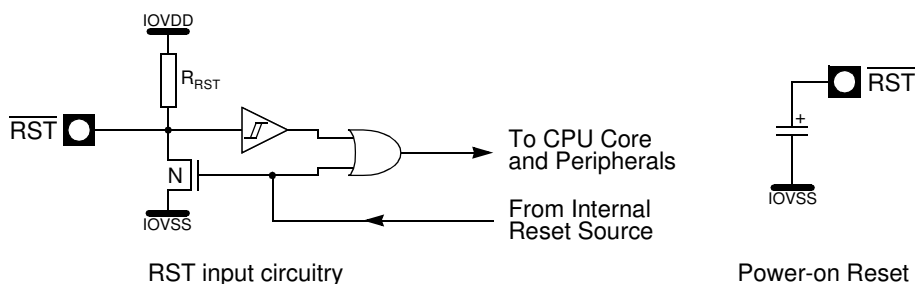 IOVDD
R_RST
RST
N
IOVSS
To CPU Core
and Peripherals
From Internal
Reset Source
RST input circuitry
RST
+
IOVSS
Power-on Reset